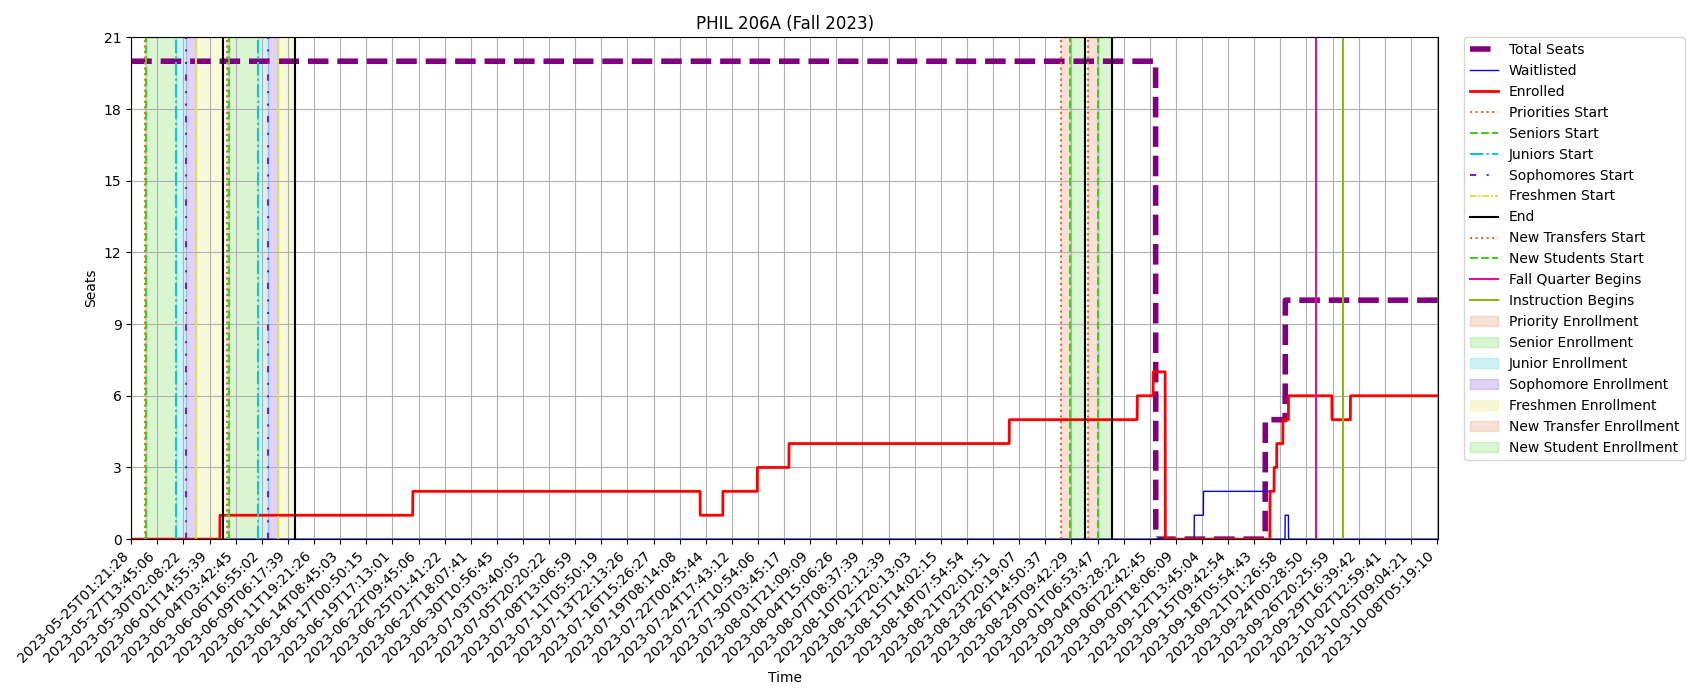 PHIL 206A (Fall 2023)
21
18
15
12
9
6
3
0
Seats
2023-05-25T01:21:28
2023-05-27T13:45:06
2023-05-30T02:08:22
2023-06-01T14:55:39
2023-06-04T03:42:45
2023-06-06T16:55:02
2023-06-09T06:17:39
2023-06-11T19:21:26
2023-06-14T08:45:03
2023-06-17T00:50:15
2023-06-19T17:13:01
2023-06-22T09:45:06
2023-06-25T01:41:22
2023-06-27T18:07:41
2023-06-30T10:56:45
2023-07-03T03:40:05
2023-07-05T20:20:22
2023-07-08T13:06:59
2023-07-11T05:50:19
2023-07-13T22:13:26
2023-07-16T15:26:27
2023-07-19T08:14:08
2023-07-22T00:45:44
2023-07-24T17:43:12
2023-07-27T10:54:06
2023-07-30T03:45:17
2023-08-01T21:09:09
2023-08-04T15:06:29
2023-08-07T08:37:39
2023-08-10T02:12:39
2023-08-12T20:13:03
2023-08-15T14:02:15
2023-08-18T07:54:54
2023-08-21T02:01:51
2023-08-23T20:19:07
2023-08-26T14:50:37
2023-08-29T09:42:29
2023-09-01T06:53:47
2023-09-04T03:28:22
2023-09-06T22:42:45
2023-09-09T18:06:09
2023-09-12T13:45:04
2023-09-15T09:42:54
2023-09-18T05:54:43
2023-09-21T01:26:58
2023-09-24T00:28:50
2023-09-26T20:25:59
2023-09-29T16:39:42
2023-10-02T12:59:41
2023-10-05T09:04:21
2023-10-08T05:19:10
Time
Total Seats
Waitlisted
Enrolled
Priorities Start
Seniors Start
Juniors Start
Sophomores Start
Freshmen Start
End
New Transfers Start
New Students Start
Fall Quarter Begins
Instruction Begins
Priority Enrollment
Senior Enrollment
Junior Enrollment
Sophomore Enrollment
Freshmen Enrollment
New Transfer Enrollment
New Student Enrollment